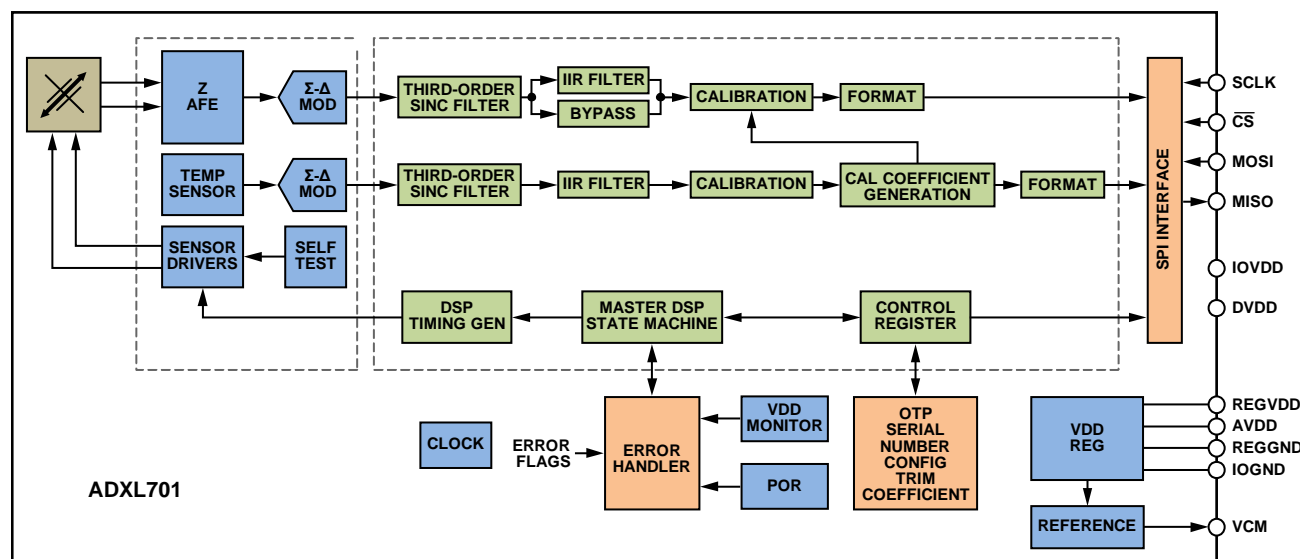 Z
AFE
Σ-Δ
MOD
THIRD-ORDER
SINC FILTER
IIR FILTER
BYPASS
CALIBRATION
FORMAT
TEMP
SENSOR
Σ-Δ
MOD
THIRD-ORDER
SINC FILTER
IIR FILTER
CALIBRATION
CAL COEFFICIENT
GENERATION
FORMAT
SENSOR
DRIVERS
SELF
TEST
DSP
TIMING GEN
MASTER DSP
STATE MACHINE
CONTROL
REGISTER
SPI INTERFACE
SCLK
CS
MOSI
MISO
IOVDD
DVDD
CLOCK
ERROR
FLAGS
ERROR
HANDLER
VDD
MONITOR
POR
OTP
SERIAL
NUMBER
CONFIG
TRIM
COEFFICIENT
VDD
REG
REFERENCE
REGVDD
AVDD
REGGND
IOGND
VCM
ADXL701